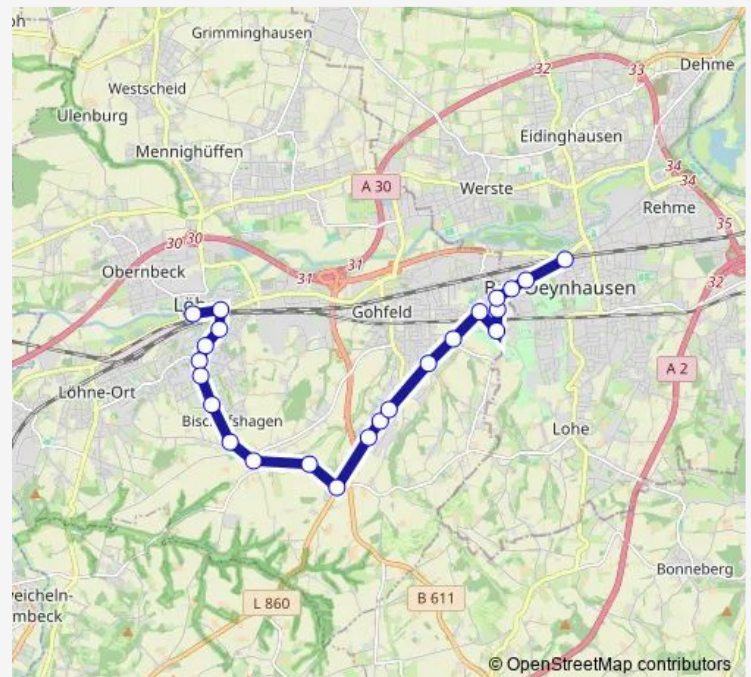 Grimminghausen
Dehme
32
33
Westscheid
Ulenburg
Eidinghausen
Mennighüffen
34
34
A 30
Werste
Rehme
30 30
35
Obernbeck
31
31
32
Oeynhausen
Gohfeld
A 2
Löhne-Ort
Lohe
Bonneberg
L 860
B 611
© OpenStreetMap contributors